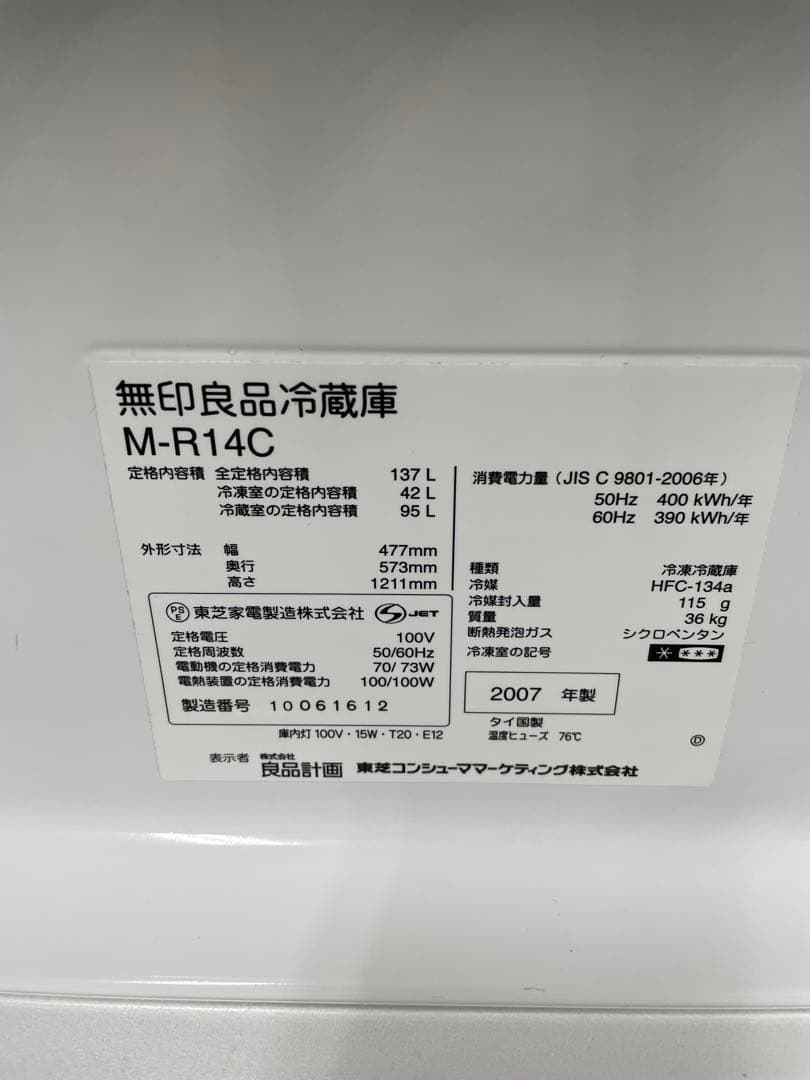 無印良品冷蔵庫
M-R14C
定格内容積 全定格内容積 137 L
冷凍室の定格内容積 42 L
冷蔵室の定格内容積 95 L
外形寸法 幅 477mm
奥行 573mm
高さ 1211mm
PS E 東芝家電製造株式会社 S JET
定格電圧 100V
定格周波数 50/60Hz
電動機の定格消費電力 70/ 73W
電熱装置の定格消費電力 100/100W
製造番号 10061612
庫内灯 100V・15W・T20・E12
消費電力量 (JIS C 9801-2006年)
50Hz 400 kWh/年
60Hz 390 kWh/年
種類 冷凍冷蔵庫
冷媒 HFC-134a
冷媒封入量 115 g
質量 36 kg
断熱発泡ガス シクロペンタン
冷凍室の記号 * ***
2007 年製
タイ国製
温度ヒューズ 76℃
Ⓓ
表示者 株式会社 良品計画 東芝コンシューママーケティング株式会社